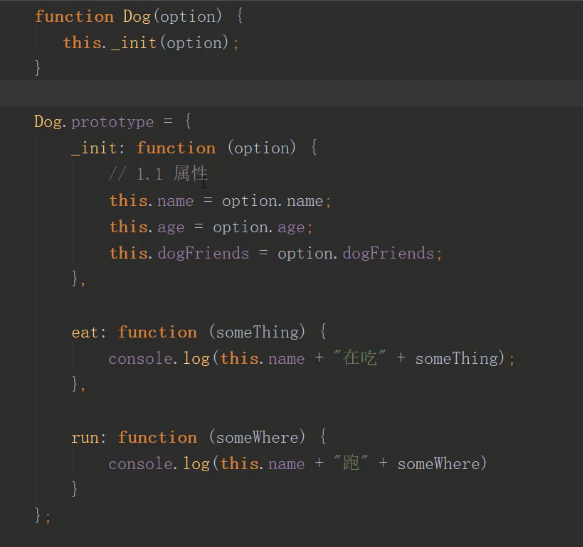 function Dog(option) {
this._init(option);
}
Dog.prototype = {
_init: function (option) {
// 1.1 属性
this.name = option.name;
this.age = option.age;
this.dogFriends = option.dogFriends;
},
eat: function (someThing) {
console.log(this.name + "在吃" + someThing);
},
run: function (someWhere) {
console.log(this.name + "跑" + someWhere)
}
};